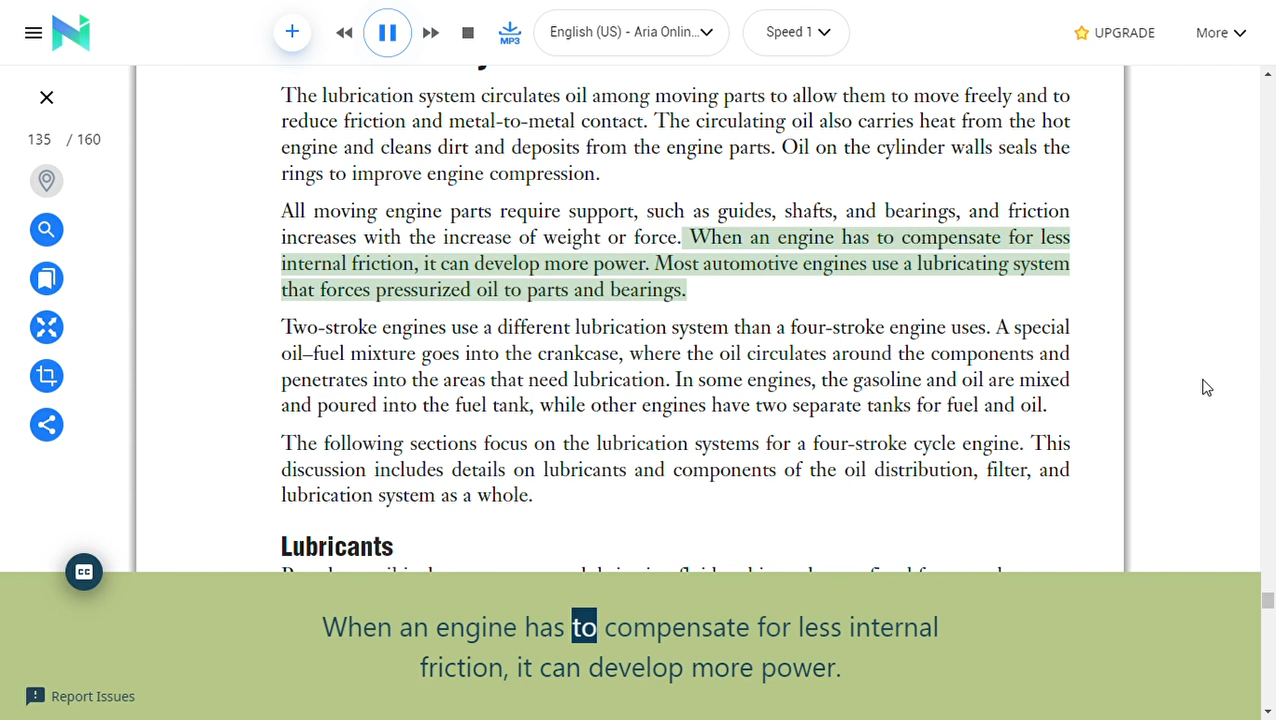 MP3
English (US) - Aria Onlin...
Speed 1
UPGRADE
More
135 / 160
The lubrication system circulates oil among moving parts to allow them to move freely and to
reduce friction and metal-to-metal contact. The circulating oil also carries heat from the hot
engine and cleans dirt and deposits from the engine parts. Oil on the cylinder walls seals the
rings to improve engine compression.
All moving engine parts require support, such as guides, shafts, and bearings, and friction
increases with the increase of weight or force. When an engine has to compensate for less
internal friction, it can develop more power. Most automotive engines use a lubricating system
that forces pressurized oil to parts and bearings.
Two-stroke engines use a different lubrication system than a four-stroke engine uses. A special
oil–fuel mixture goes into the crankcase, where the oil circulates around the components and
penetrates into the areas that need lubrication. In some engines, the gasoline and oil are mixed
and poured into the fuel tank, while other engines have two separate tanks for fuel and oil.
The following sections focus on the lubrication systems for a four-stroke cycle engine. This
discussion includes details on lubricants and components of the oil distribution, filter, and
lubrication system as a whole.
Lubricants
CC
When an engine has to compensate for less internal
friction, it can develop more power.
Report Issues